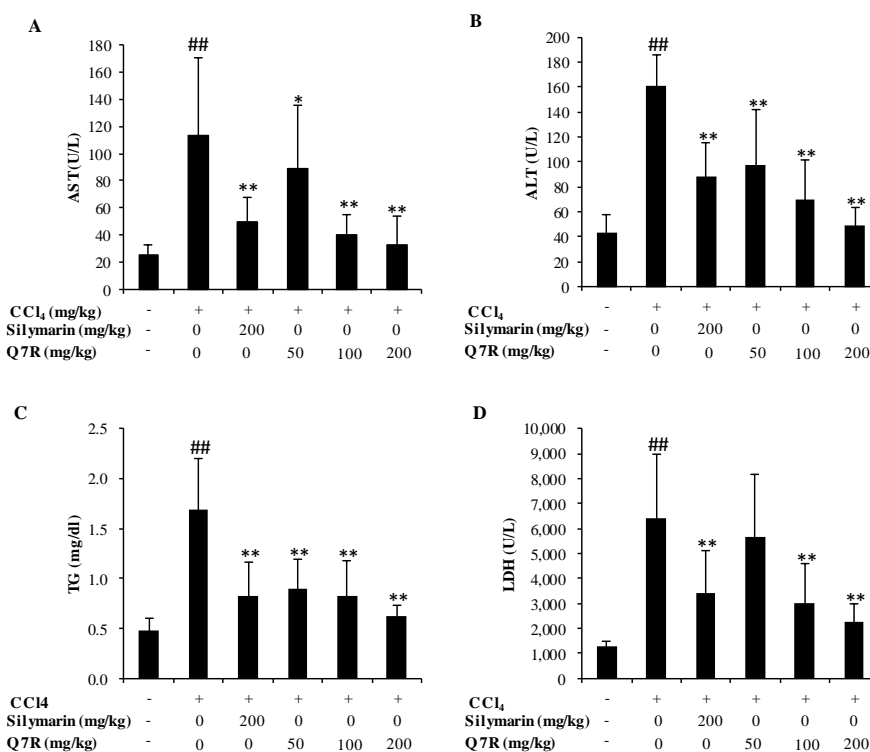 A
##
180
160
140
120
100
80
60
40
20
0
AST(U/L)
*
**
**
**
CCl₄ (mg/kg) - + + + + +
Silymarin (mg/kg) - 0 200 0 0 0
Q7R (mg/kg) - 0 0 50 100 200
B
##
200
180
160
140
120
100
80
60
40
20
0
ALT (U/L)
**
**
**
**
CCl₄ - + + + + +
Silymarin (mg/kg) - 0 200 0 0 0
Q7R (mg/kg) - 0 0 50 100 200
C
##
2.5
2.0
1.5
1.0
0.5
0.0
TG (mg/dl)
**
**
**
**
CCl4 - + + + + +
Silymarin (mg/kg) - 0 200 0 0 0
Q7R (mg/kg) - 0 0 50 100 200
D
##
10,000
9,000
8,000
7,000
6,000
5,000
4,000
3,000
2,000
1,000
0
LDH (U/L)
**
**
**
CCl₄ - + + + + +
Silymarin (mg/kg) - 0 200 0 0 0
Q7R (mg/kg) - 0 0 50 100 200